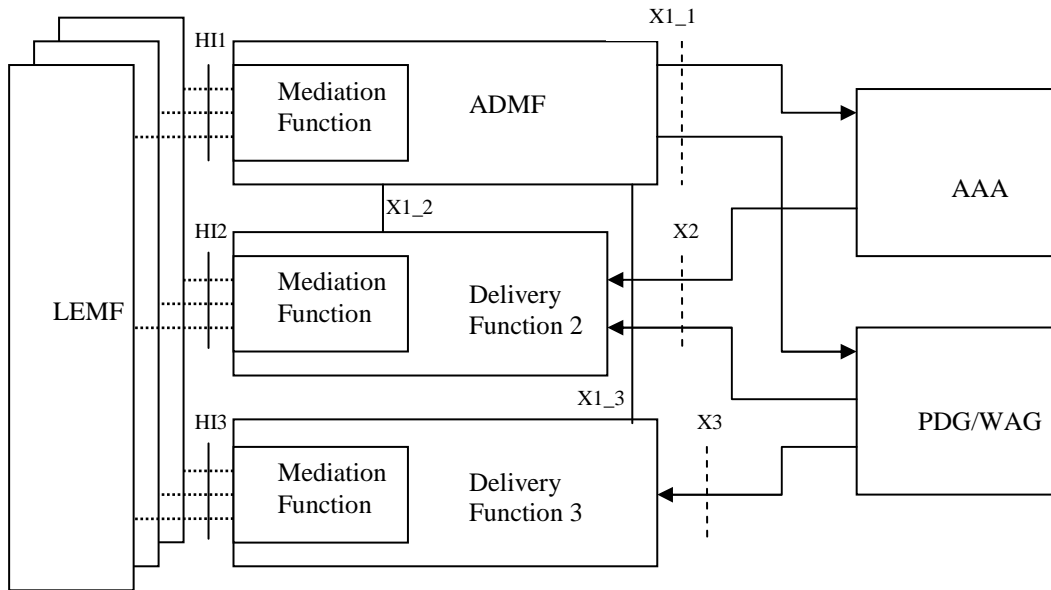 X1_1
HI1
Mediation
Function
ADMF
AAA
X1_2
HI2
X2
Mediation
Function
Delivery
Function 2
LEMF
X1_3
HI3
X3
PDG/WAG
Mediation
Function
Delivery
Function 3